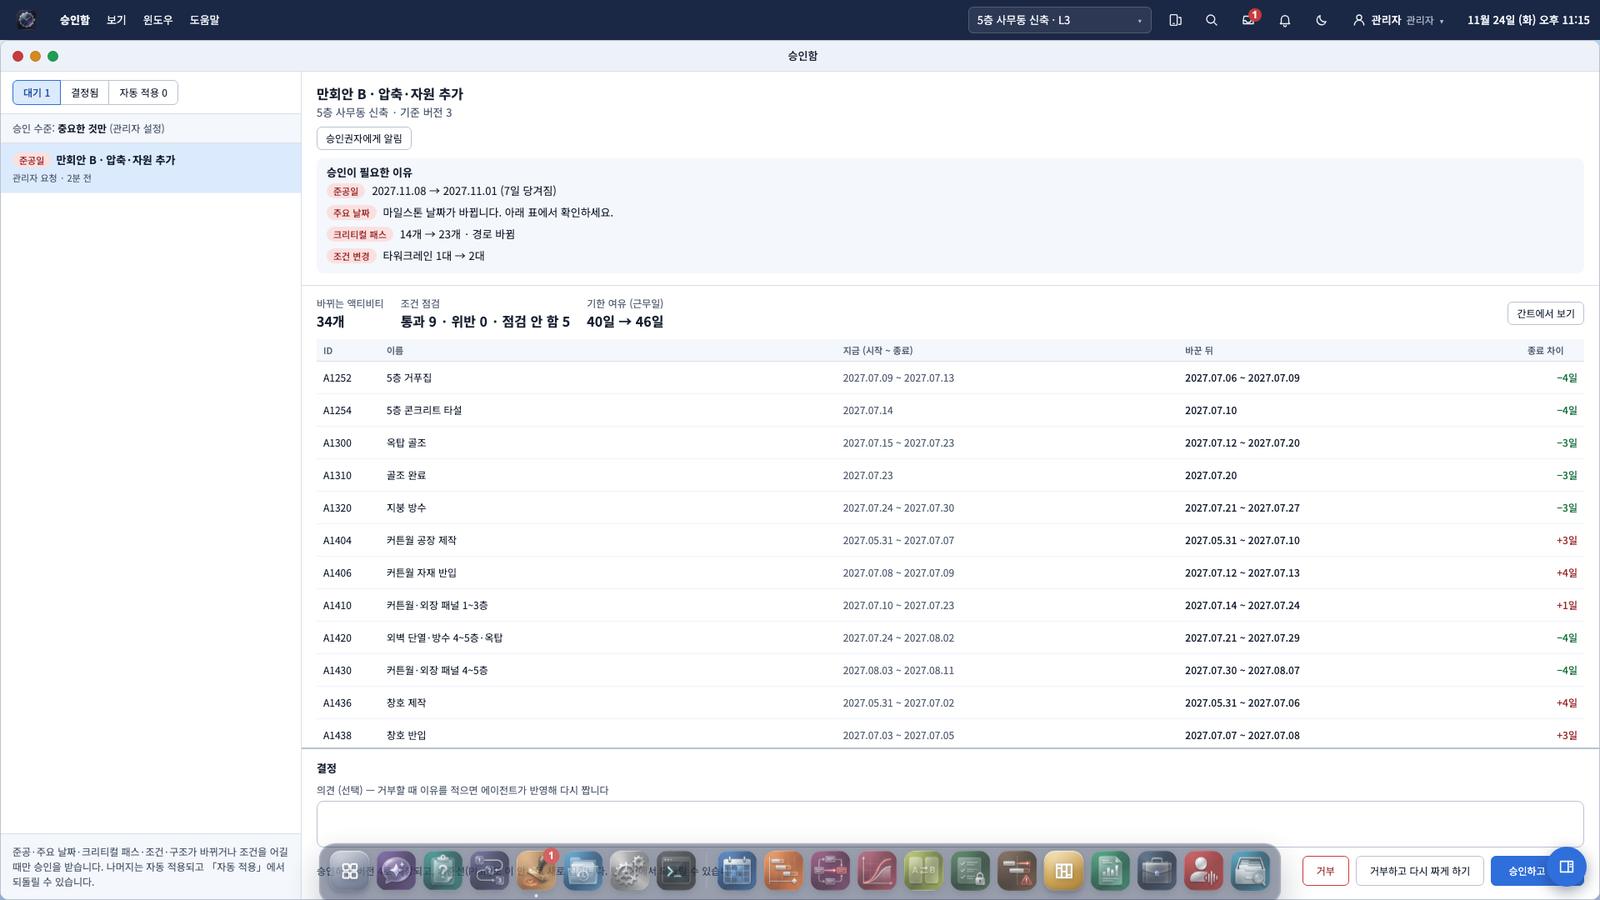 승인함 보기 윈도우 도움말
5층 사무동 신축 · L3
1
관리자 관리자
11월 24일 (화) 오후 11:15
승인함
대기 1 결정됨 자동 적용 0
승인 수준: 중요한 것만 (관리자 설정)
준공일 만회안 B · 압축·자원 추가
관리자 요청 · 2분 전
준공·주요 날짜·크리티컬 패스·조건·구조가 바뀌거나 조건을 어길
때만 승인을 받습니다. 나머지는 자동 적용되고 「자동 적용」에서
되돌릴 수 있습니다.
만회안 B · 압축·자원 추가
5층 사무동 신축 · 기준 버전 3
승인권자에게 알림
승인이 필요한 이유
준공일 2027.11.08 → 2027.11.01 (7일 당겨짐)
주요 날짜 마일스톤 날짜가 바뀝니다. 아래 표에서 확인하세요.
크리티컬 패스 14개 → 23개 · 경로 바뀜
조건 변경 타워크레인 1대 → 2대
바뀌는 액티비티 조건 점검 기한 여유 (근무일)
34개 통과 9 · 위반 0 · 점검 안 함 5 40일 → 46일
간트에서 보기
ID 이름 지금 (시작 ~ 종료) 바꾼 뒤 종료 차이
A1252 5층 거푸집 2027.07.09 ~ 2027.07.13 2027.07.06 ~ 2027.07.09 −4일
A1254 5층 콘크리트 타설 2027.07.14 2027.07.10 −4일
A1300 옥탑 골조 2027.07.15 ~ 2027.07.23 2027.07.12 ~ 2027.07.20 −3일
A1310 골조 완료 2027.07.23 2027.07.20 −3일
A1320 지붕 방수 2027.07.24 ~ 2027.07.30 2027.07.21 ~ 2027.07.27 −3일
A1404 커튼월 공장 제작 2027.05.31 ~ 2027.07.07 2027.05.31 ~ 2027.07.10 +3일
A1406 커튼월 자재 반입 2027.07.08 ~ 2027.07.09 2027.07.12 ~ 2027.07.13 +4일
A1410 커튼월·외장 패널 1~3층 2027.07.10 ~ 2027.07.23 2027.07.14 ~ 2027.07.24 +1일
A1420 외벽 단열·방수 4~5층·옥탑 2027.07.24 ~ 2027.08.02 2027.07.21 ~ 2027.07.29 −4일
A1430 커튼월·외장 패널 4~5층 2027.08.03 ~ 2027.08.11 2027.07.30 ~ 2027.08.07 −4일
A1436 창호 제작 2027.05.31 ~ 2027.07.02 2027.05.31 ~ 2027.07.06 +4일
A1438 창호 반입 2027.07.03 ~ 2027.07.05 2027.07.07 ~ 2027.07.08 +3일
결정
의견 (선택) — 거부할 때 이유를 적으면 에이전트가 반영해 다시 짭니다
1
거부 거부하고 다시 짜게 하기 승인하고